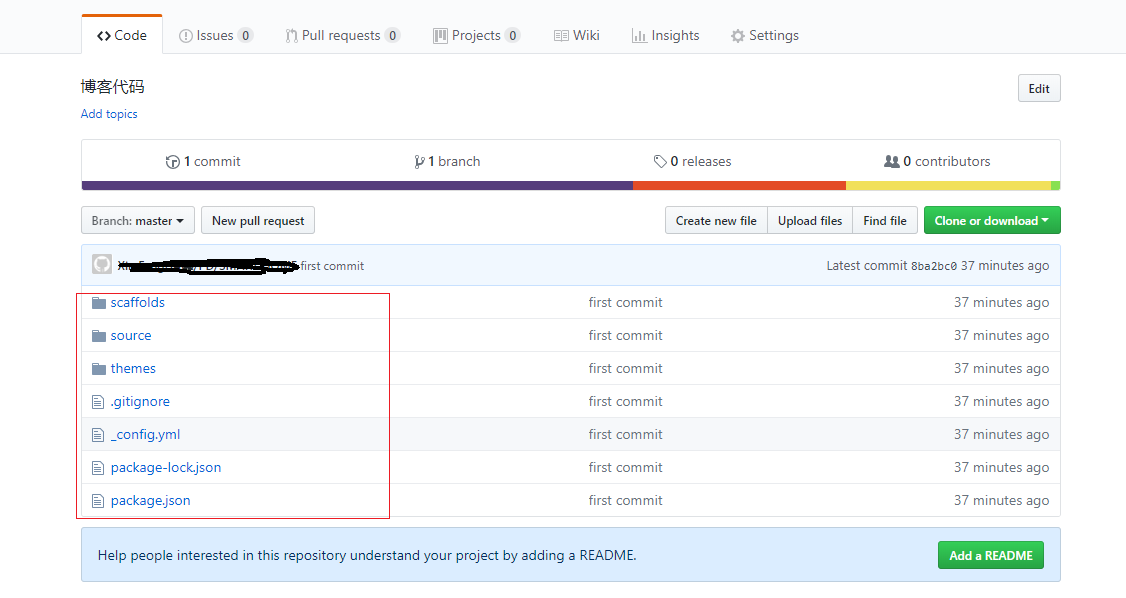 Code Issues 0 Pull requests 0 Projects 0 Wiki Insights Settings
博客代码 Edit
Add topics
1 commit 1 branch 0 releases 0 contributors
Branch: master New pull request Create new file Upload files Find file Clone or download
first commit Latest commit 8ba2bc0 37 minutes ago
scaffolds first commit 37 minutes ago
source first commit 37 minutes ago
themes first commit 37 minutes ago
.gitignore first commit 37 minutes ago
_config.yml first commit 37 minutes ago
package-lock.json first commit 37 minutes ago
package.json first commit 37 minutes ago
Help people interested in this repository understand your project by adding a README. Add a README